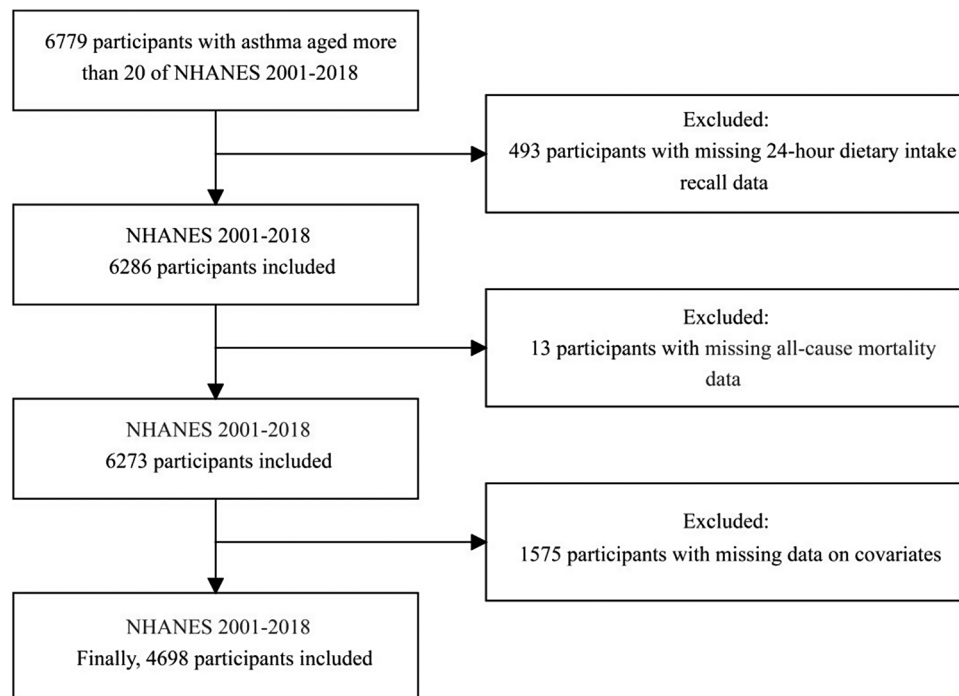 6779 participants with asthma aged more
than 20 of NHANES 2001-2018
Excluded:
493 participants with missing 24-hour dietary intake
recall data
NHANES 2001-2018
6286 participants included
Excluded:
13 participants with missing all-cause mortality
data
NHANES 2001-2018
6273 participants included
Excluded:
1575 participants with missing data on covariates
NHANES 2001-2018
Finally, 4698 participants included